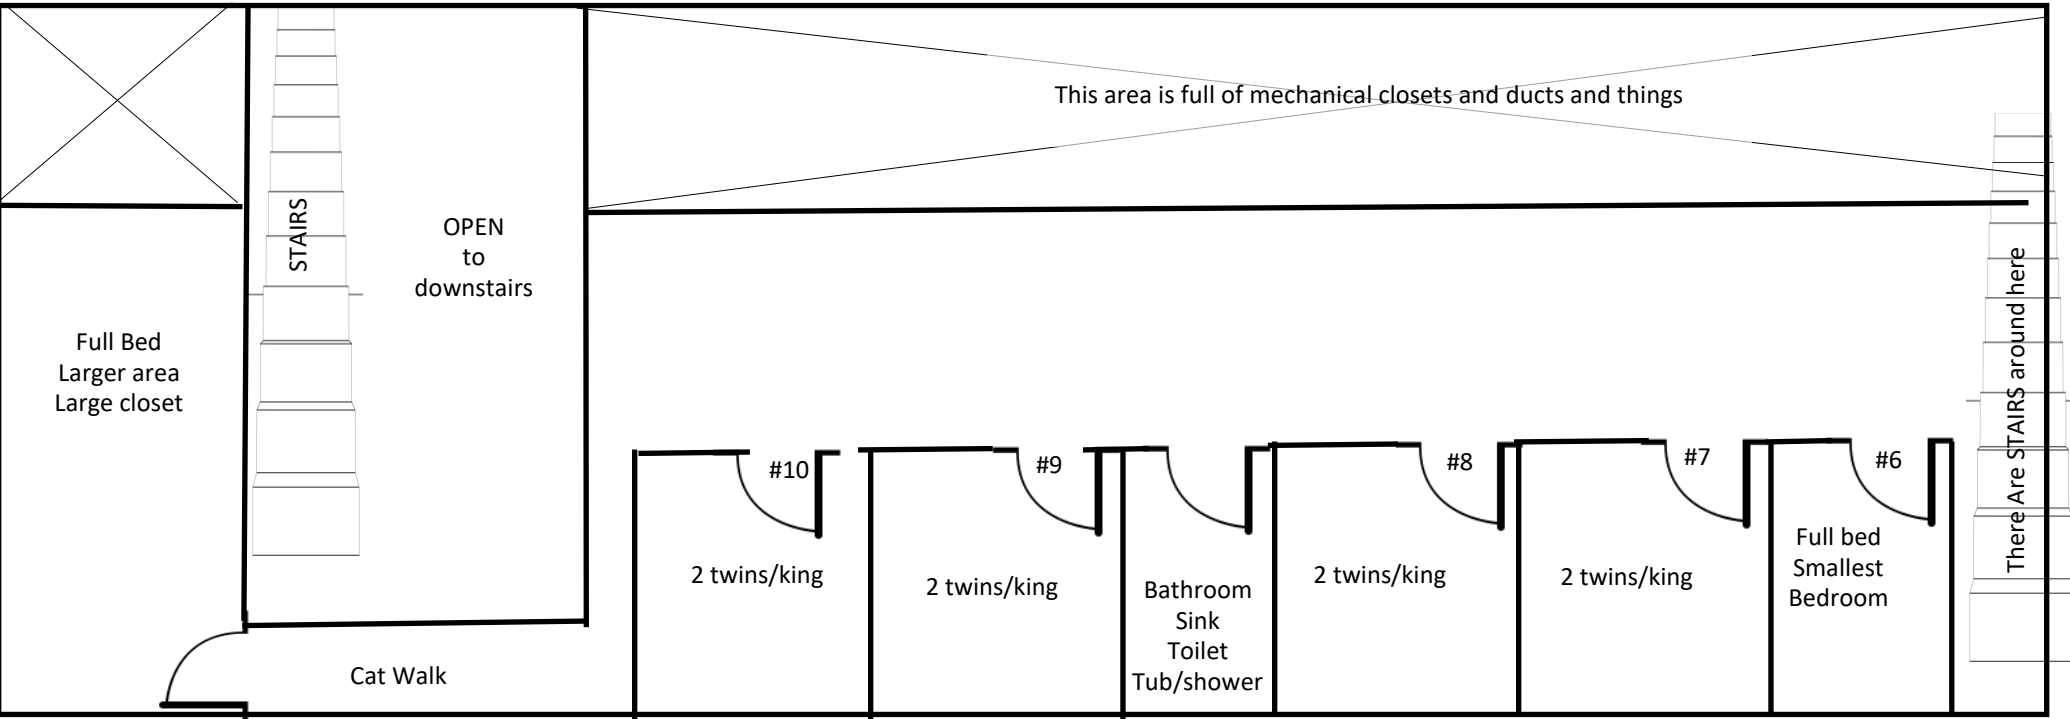 This area is full of mechanical closets and ducts and things
STAIRS
OPEN
to
downstairs
There Are STAIRS around here
Full Bed
Larger area
Large closet
#10
#9
#8
#7
#6
2 twins/king
2 twins/king
Bathroom
Sink
Toilet
Tub/shower
2 twins/king
2 twins/king
Full bed
Smallest
Bedroom
Cat Walk